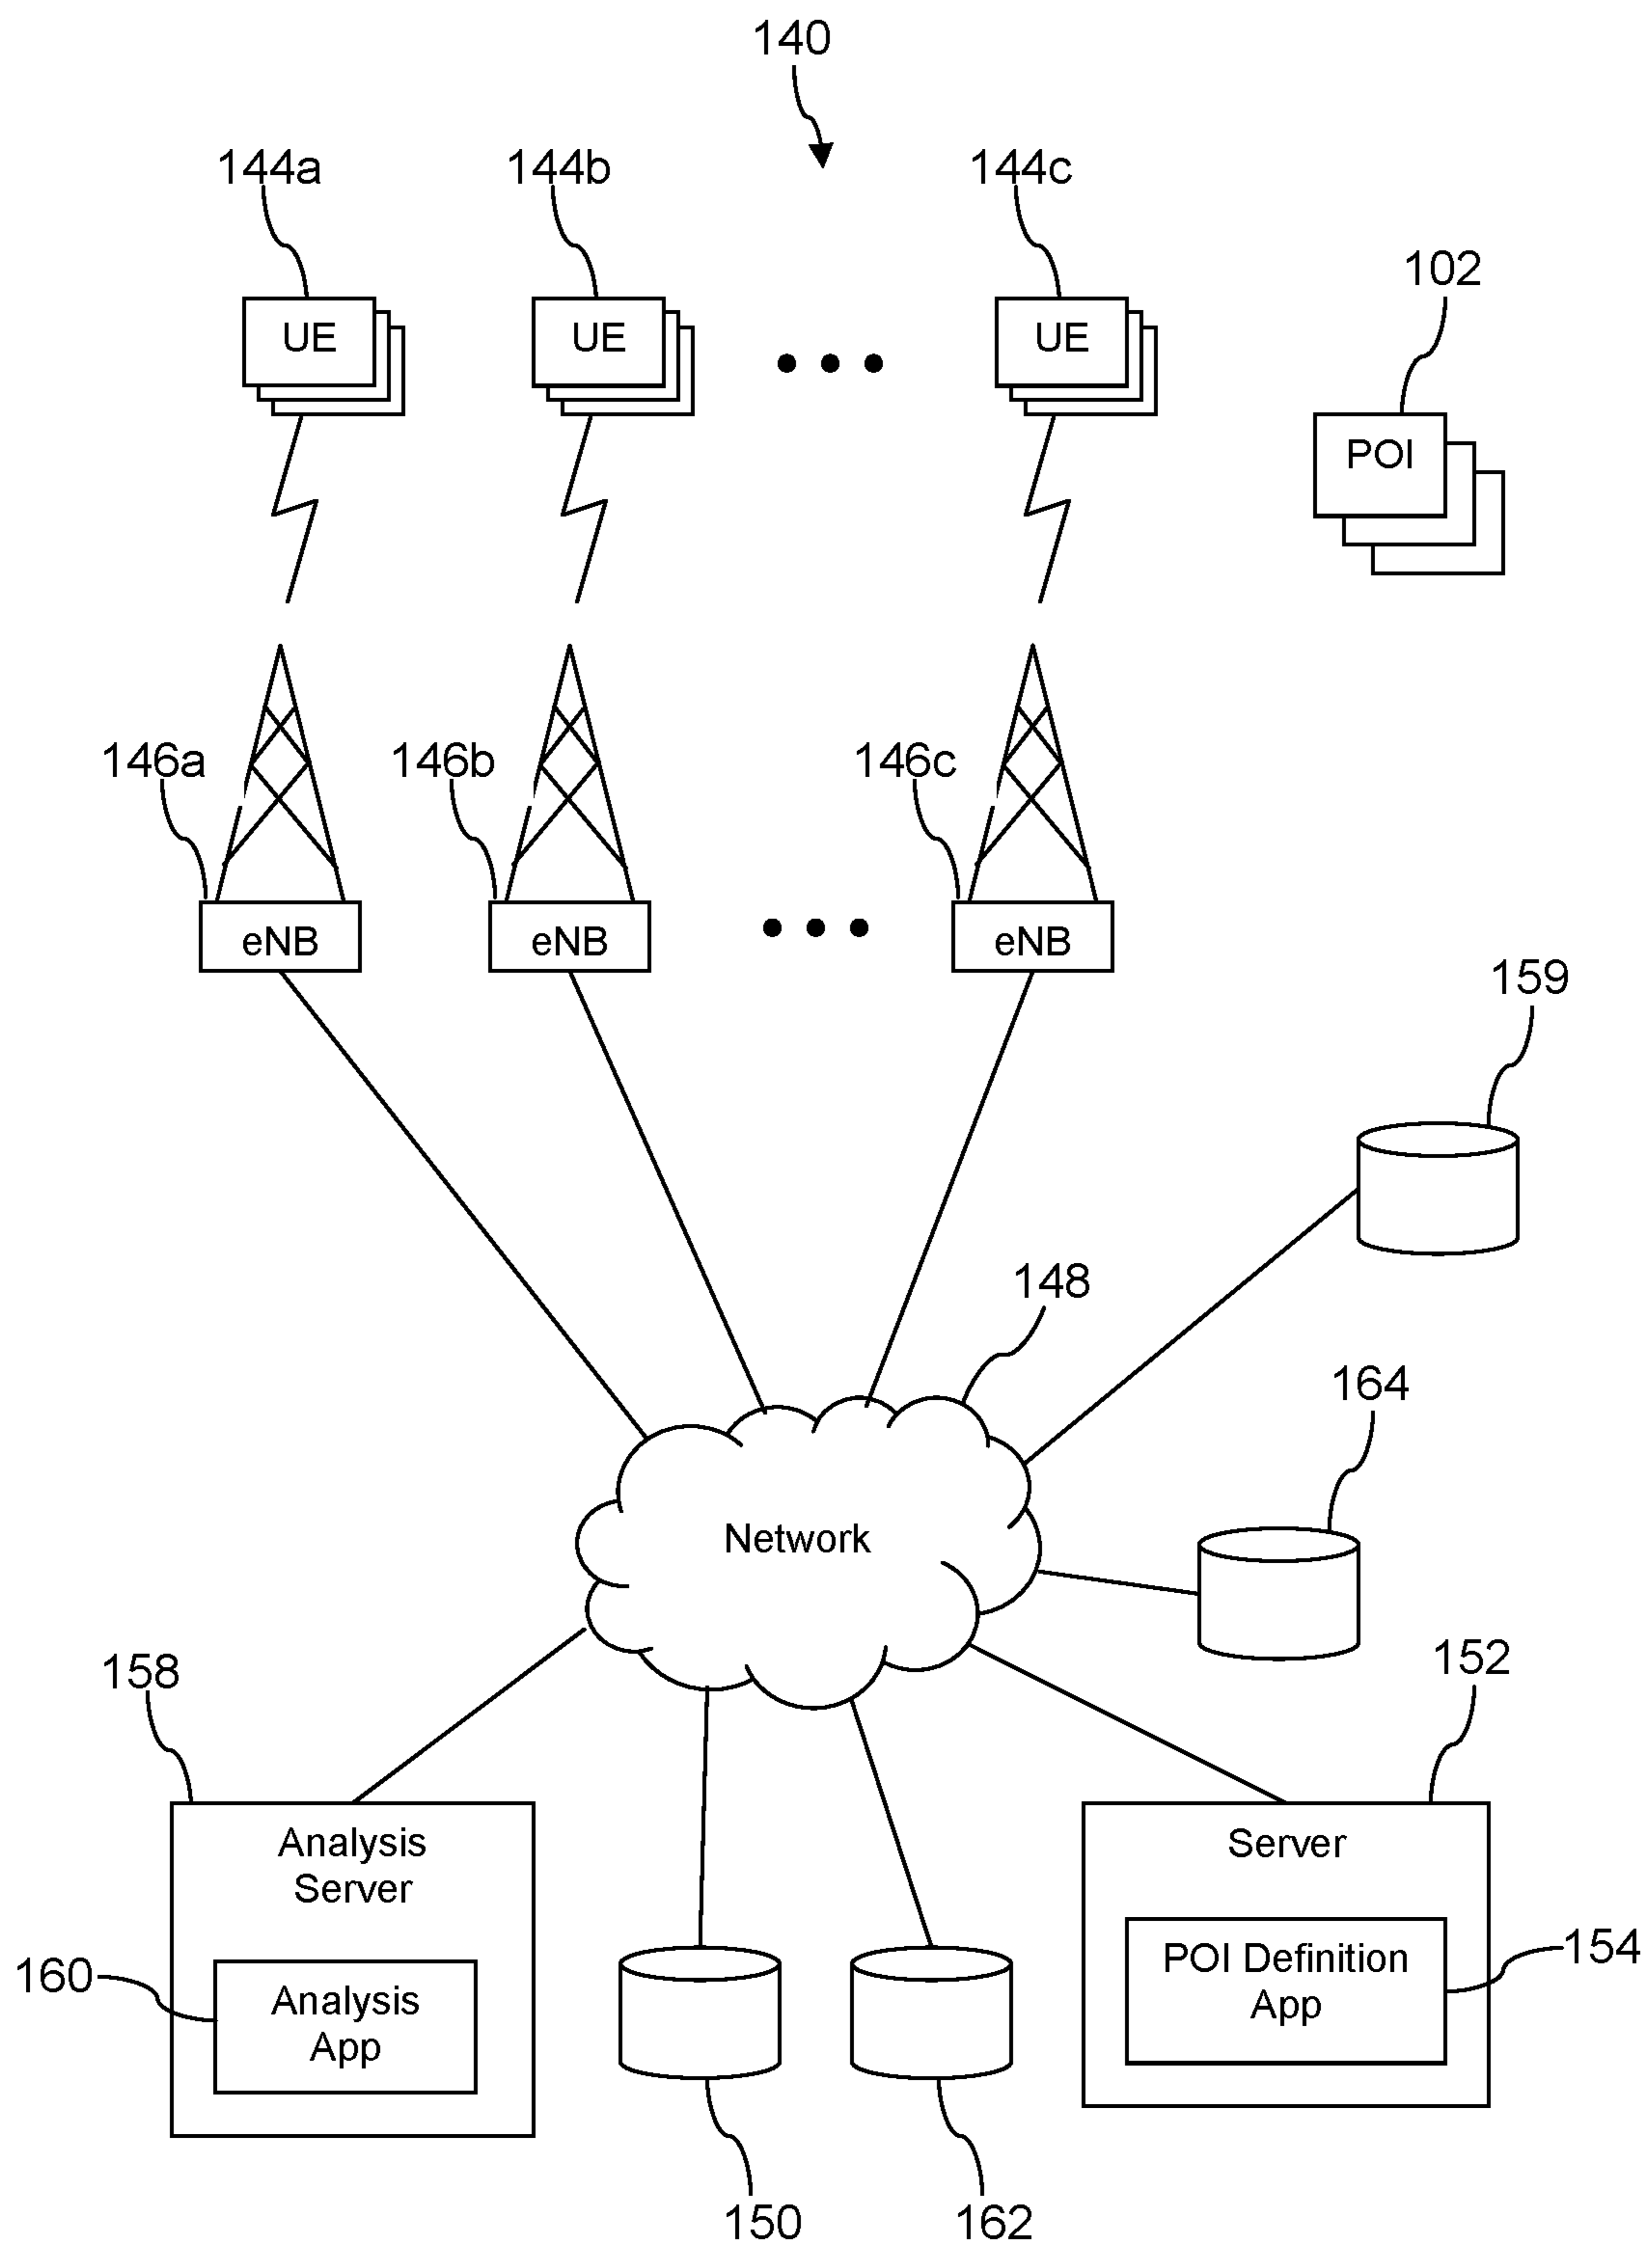 140
144a
144b
144c
102
UE
UE
UE
POI
146a
146b
146c
eNB
eNB
eNB
159
148
164
Network
158
152
Analysis
Server
Server
160
Analysis
App
POI Definition
App
154
150
162